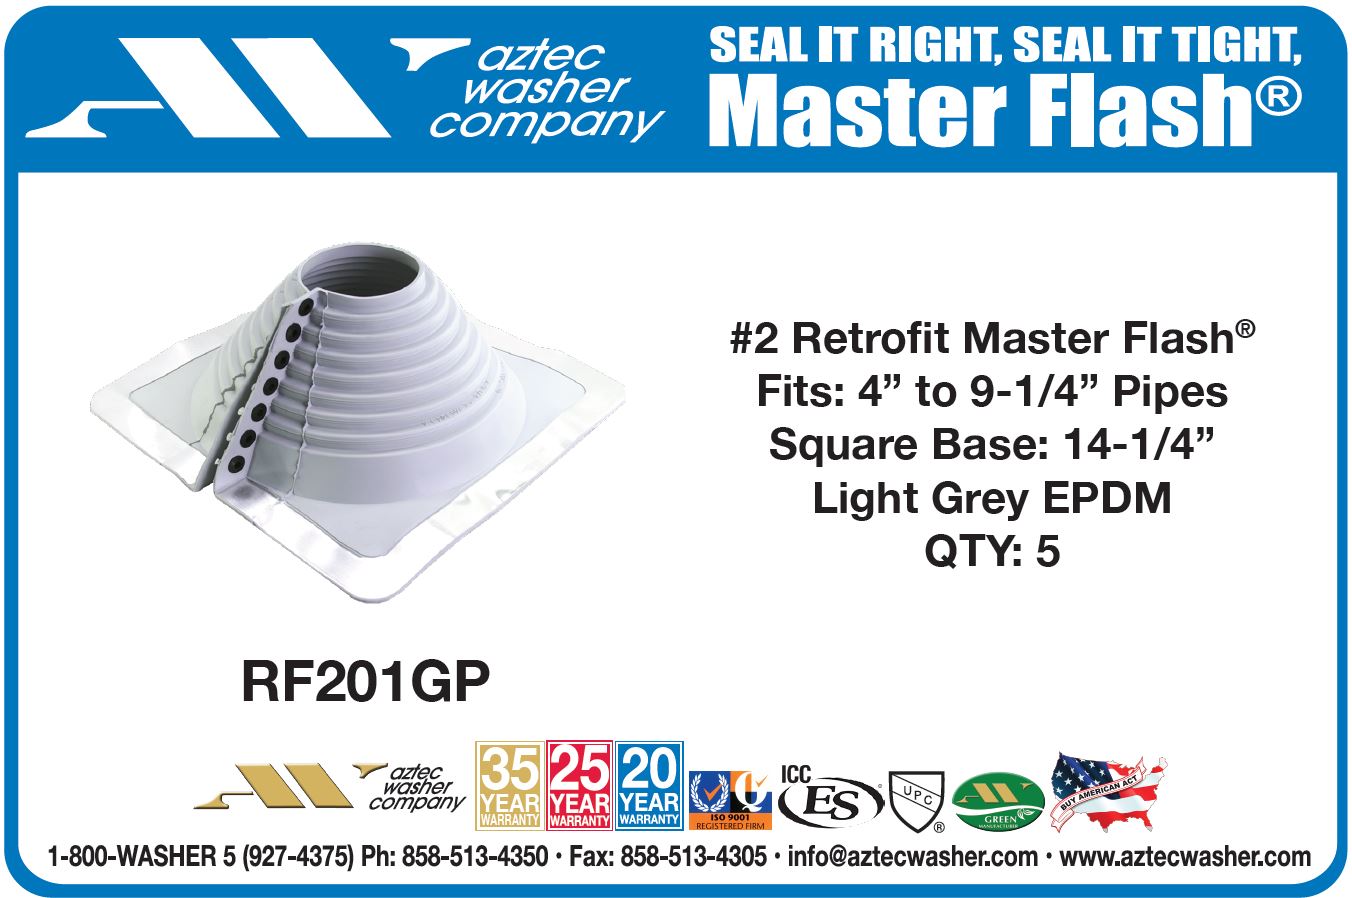 aztec
washer
company
SEAL IT RIGHT, SEAL IT TIGHT,
Master Flash®
#2 Retrofit Master Flash®
Fits: 4” to 9-1/4” Pipes
Square Base: 14-1/4”
Light Grey EPDM
QTY: 5
RF201GP
aztec
washer
company
35
YEAR
WARRANTY
25
YEAR
WARRANTY
20
YEAR
WARRANTY
Q
ISO 9001
REGISTERED FIRM
ICC
ES
®
UPC
®
GREEN
MANUFACTURER
BUY AMERICAN ACT
1-800-WASHER 5 (927-4375) Ph: 858-513-4350 · Fax: 858-513-4305 · info@aztecwasher.com · www.aztecwasher.com